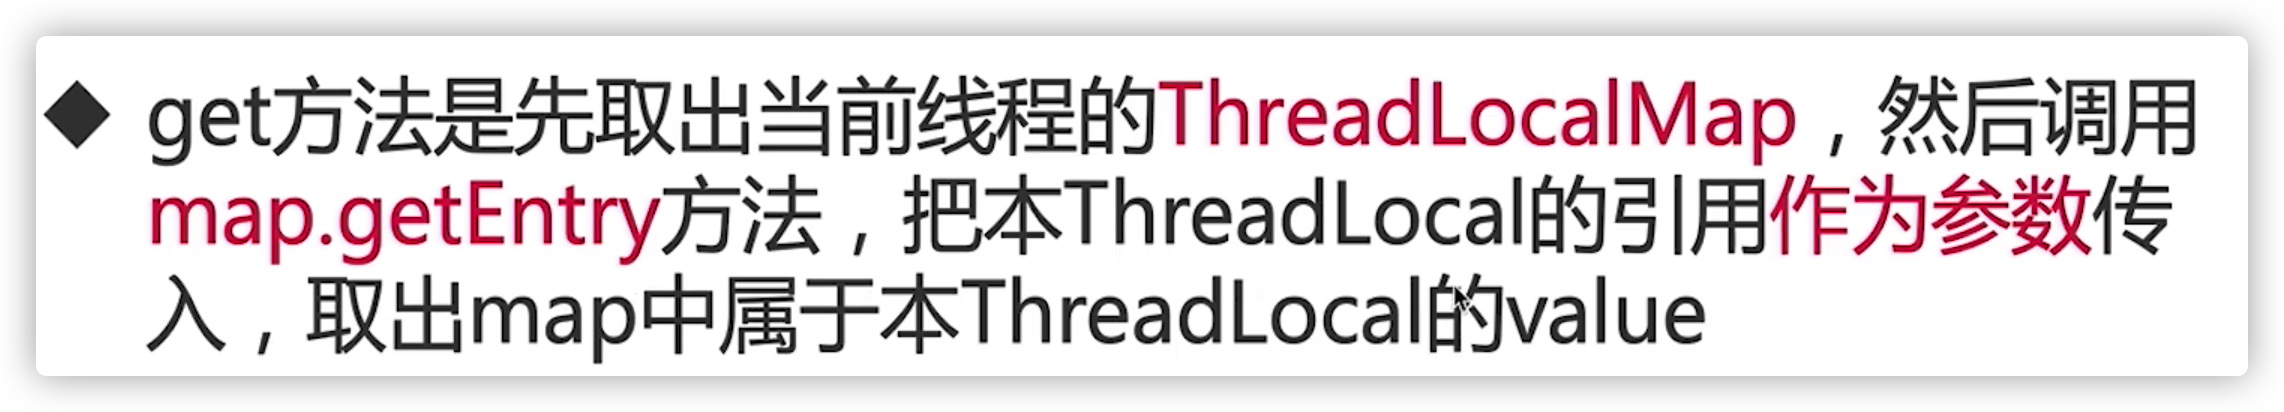 ◆ get方法是先取出当前线程的ThreadLocalMap，然后调用
map.getEntry方法，把本ThreadLocal的引用作为参数传
入，取出map中属于本ThreadLocal的value